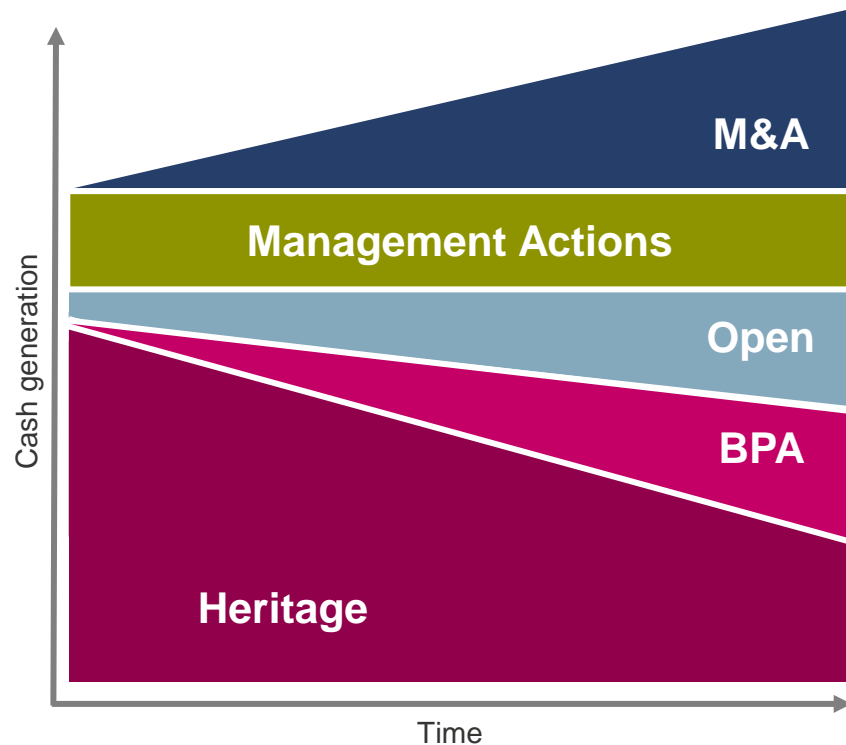 M&A
Management Actions
Open
BPA
Heritage
Cash generation
Time